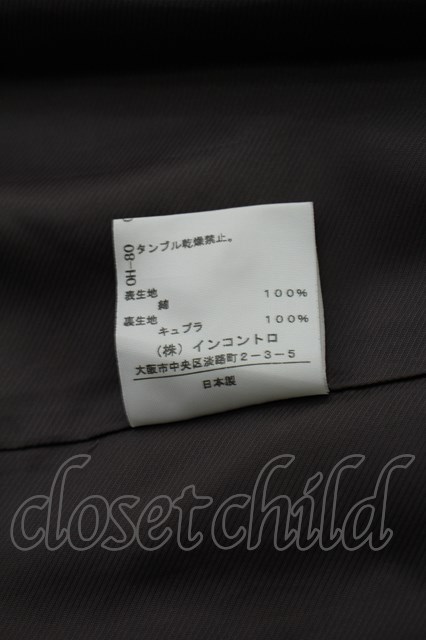 OH-80
タンブル乾燥禁止。
表生地
綿 100%
裏生地
キュプラ 100%
(株) インコントロ
大阪市中央区淡路町2-3-5
日本製
closetchild